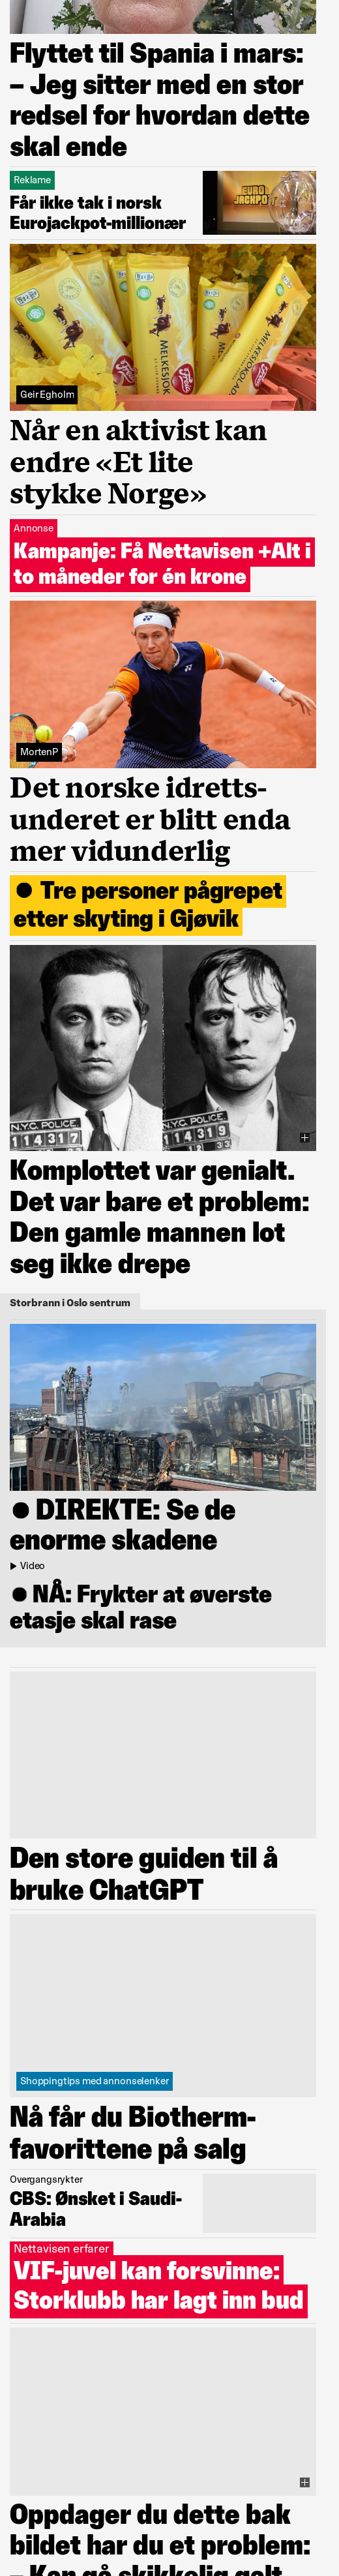 Flyttet til Spania i mars:
– Jeg sitter med en stor
redsel for hvordan dette
skal ende
Reklame
Får ikke tak i norsk
Eurojackpot-millionær
EURO
JACKPOT
MELKESJOKOLADE
Geir Egholm
Når en aktivist kan
endre «Et lite
stykke Norge»
Annonse
Kampanje: Få Nettavisen +Alt i
to måneder for én krone
MortenP
Det norske idretts-
underet er blitt enda
mer vidunderlig
Tre personer pågrepet
etter skyting i Gjøvik
N.Y.C. POLICE
114317
N.Y.C. POLICE.
114319
Komplottet var genialt.
Det var bare et problem:
Den gamle mannen lot
seg ikke drepe
Storbrann i Oslo sentrum
DIREKTE: Se de
enorme skadene
Video
NÅ: Frykter at øverste
etasje skal rase
Den store guiden til å
bruke ChatGPT
Shoppingtips med annonselenker
Nå får du Biotherm-
favorittene på salg
Overgangsrykter
CBS: Ønsket i Saudi-
Arabia
Nettavisen erfarer
VIF-juvel kan forsvinne:
Storklubb har lagt inn bud
Oppdager du dette bak
bildet har du et problem:
– Kan gå skikkelig galt